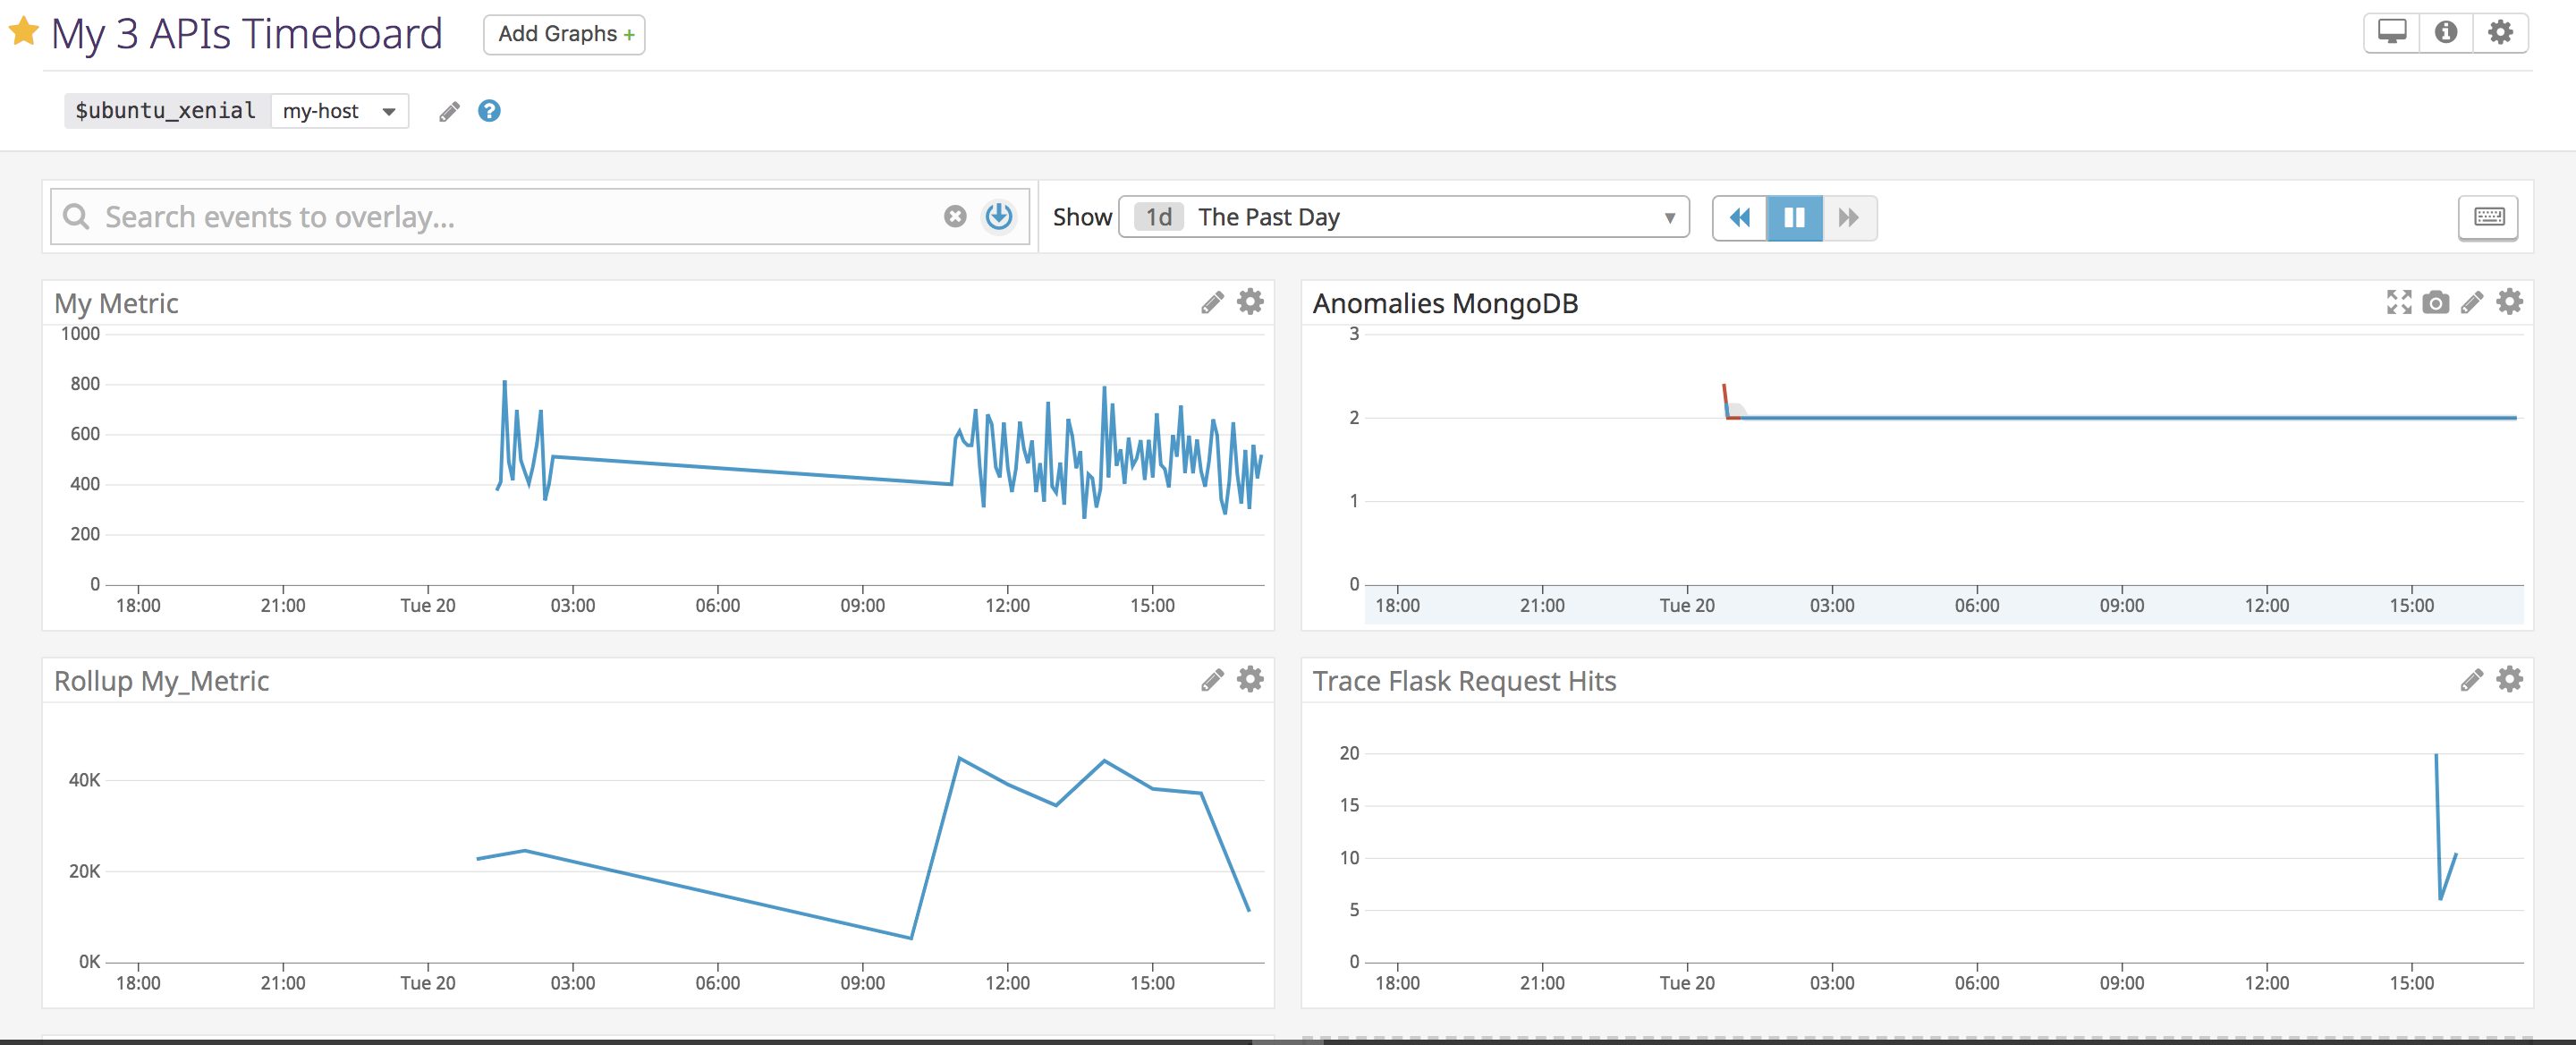 My 3 APIs Timeboard
Add Graphs +
$ubuntu_xenial my-host
Search events to overlay...
Show 1d The Past Day
My Metric
1000
800
600
400
200
0
18:00 21:00 Tue 20 03:00 06:00 09:00 12:00 15:00
Anomalies MongoDB
3
2
1
0
18:00 21:00 Tue 20 03:00 06:00 09:00 12:00 15:00
Rollup My_Metric
40K
20K
0K
18:00 21:00 Tue 20 03:00 06:00 09:00 12:00 15:00
Trace Flask Request Hits
20
15
10
5
0
18:00 21:00 Tue 20 03:00 06:00 09:00 12:00 15:00